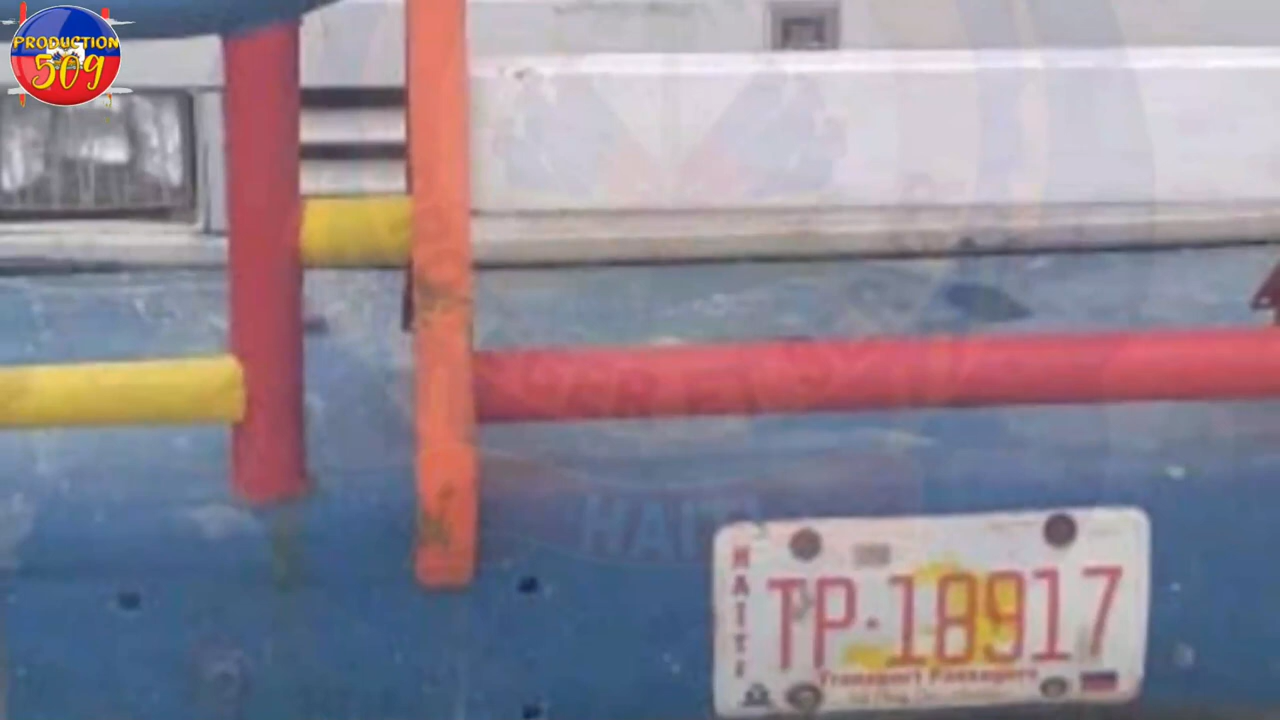 PRODUCTION
509
HAITI
HAITI
TP·18917
Transport Passagers